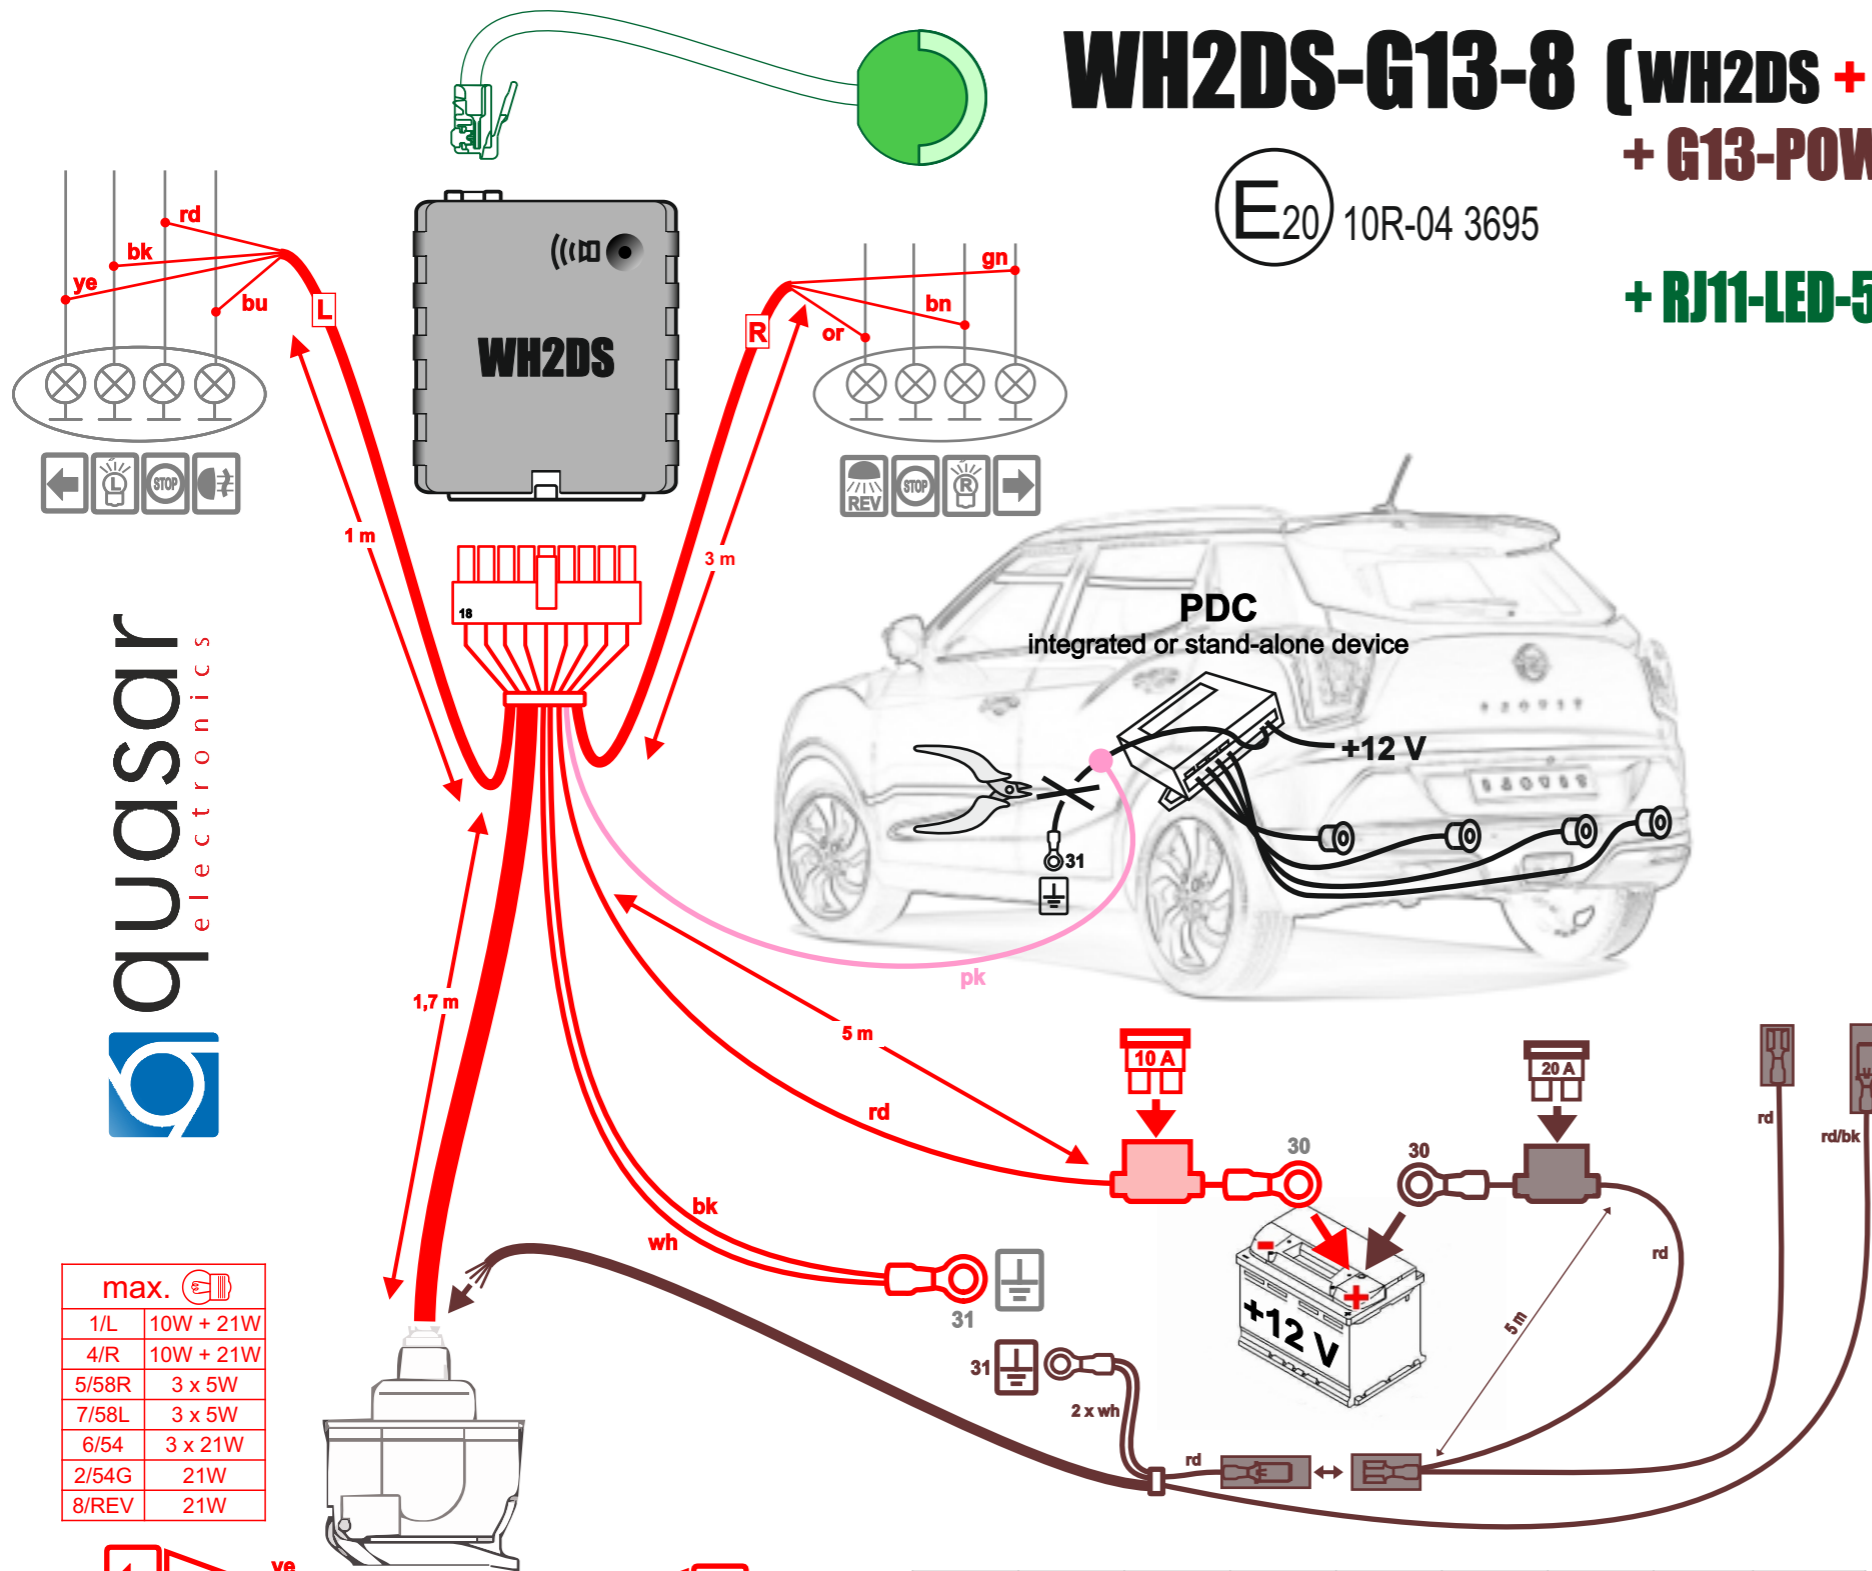 WH2DS-G13-8 (WH2DS +
+ G13-POW
E20 10R-04 3695
+ RJ11-LED-5
rd
bk
ye
bu
L
WH2DS
R
gn
bn
or
L
STOP
REV
STOP
R
1 m
3 m
18
quasar
electronics
PDC
integrated or stand-alone device
+12 V
31
pk
1,7 m
5 m
10 A
20 A
rd
rd/bk
rd
30
30
bk
wh
31
- +
+12 V
rd
5 m
31
2 x wh
rd
max.
1/L 10W + 21W
4/R 10W + 21W
5/58R 3 x 5W
7/58L 3 x 5W
6/54 3 x 21W
2/54G 21W
8/REV 21W
ye